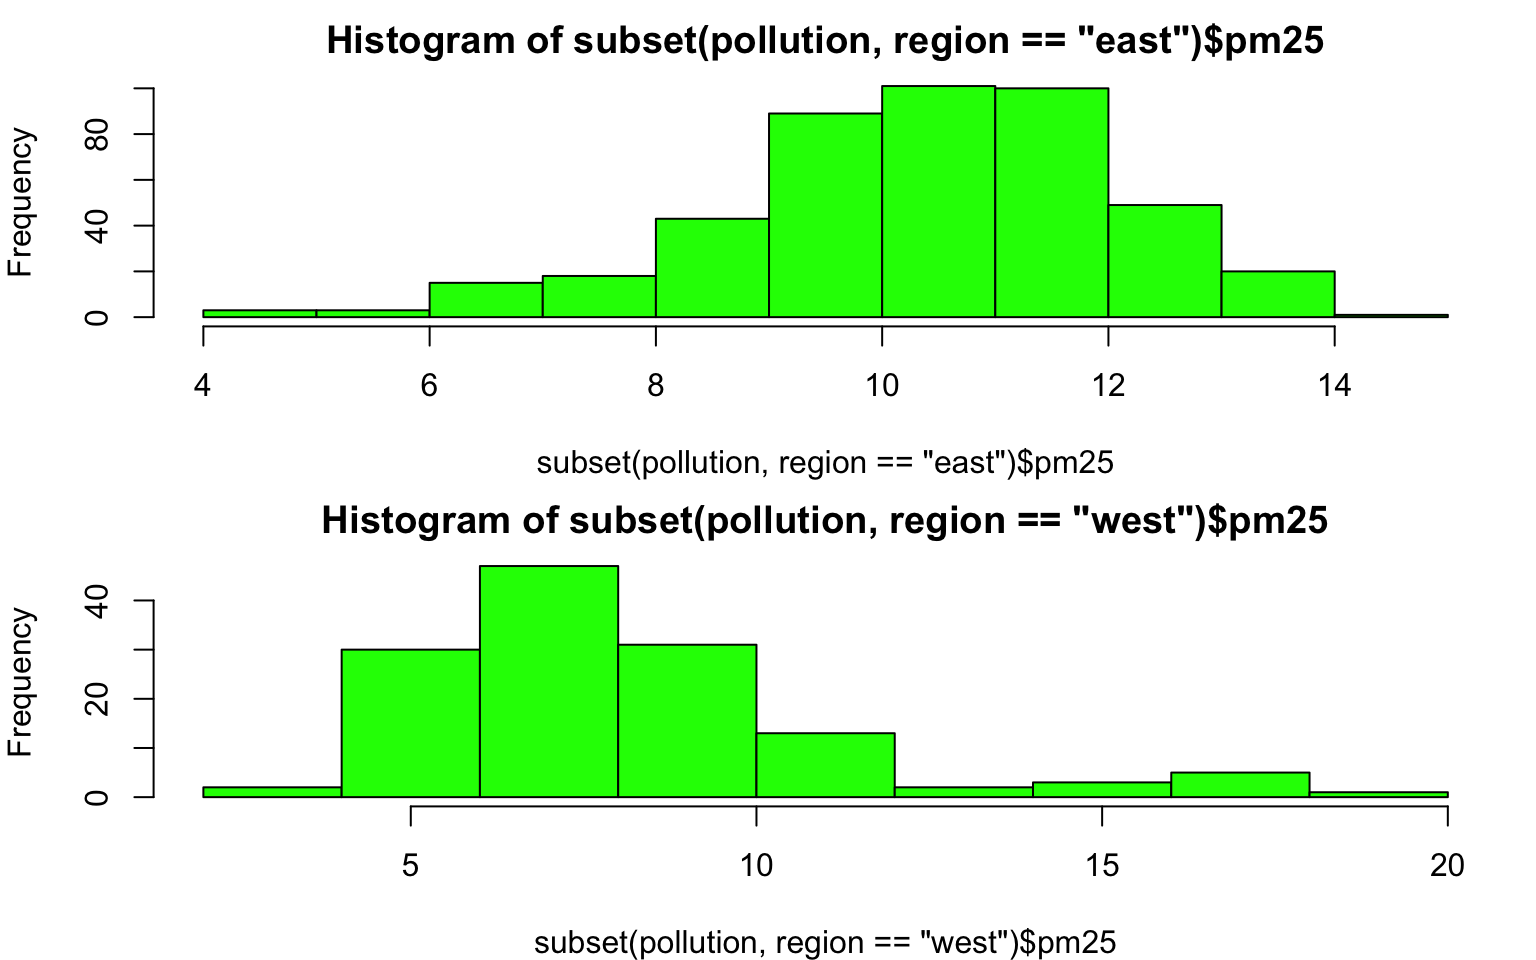 Histogram of subset(pollution, region == "east")$pm25
Frequency
80
40
0
4 6 8 10 12 14
subset(pollution, region == "east")$pm25
Histogram of subset(pollution, region == "west")$pm25
Frequency
40
20
0
5 10 15 20
subset(pollution, region == "west")$pm25